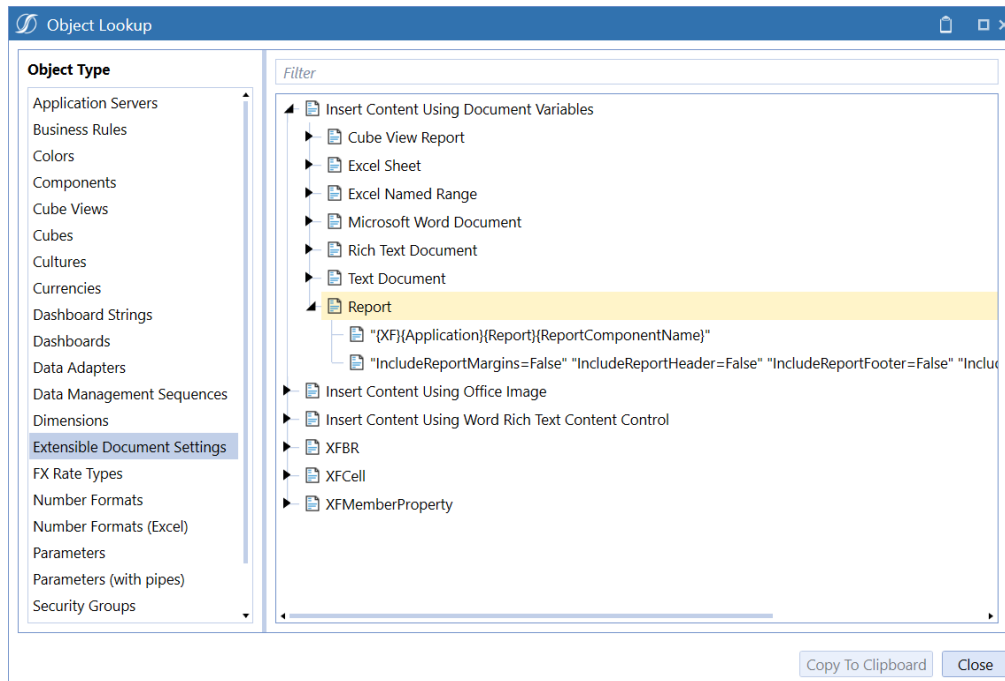 Object Lookup
Object Type
Application Servers
Business Rules
Colors
Components
Cube Views
Cubes
Cultures
Currencies
Dashboard Strings
Dashboards
Data Adapters
Data Management Sequences
Dimensions
Extensible Document Settings
FX Rate Types
Number Formats
Number Formats (Excel)
Parameters
Parameters (with pipes)
Security Groups
Filter
Insert Content Using Document Variables
Cube View Report
Excel Sheet
Excel Named Range
Microsoft Word Document
Rich Text Document
Text Document
Report
"{XF}{Application}{Report}{ReportComponentName}"
"IncludeReportMargins=False" "IncludeReportHeader=False" "IncludeReportFooter=False" "Includ
Insert Content Using Office Image
Insert Content Using Word Rich Text Content Control
XFBR
XFCell
XFMemberProperty
Copy To Clipboard
Close